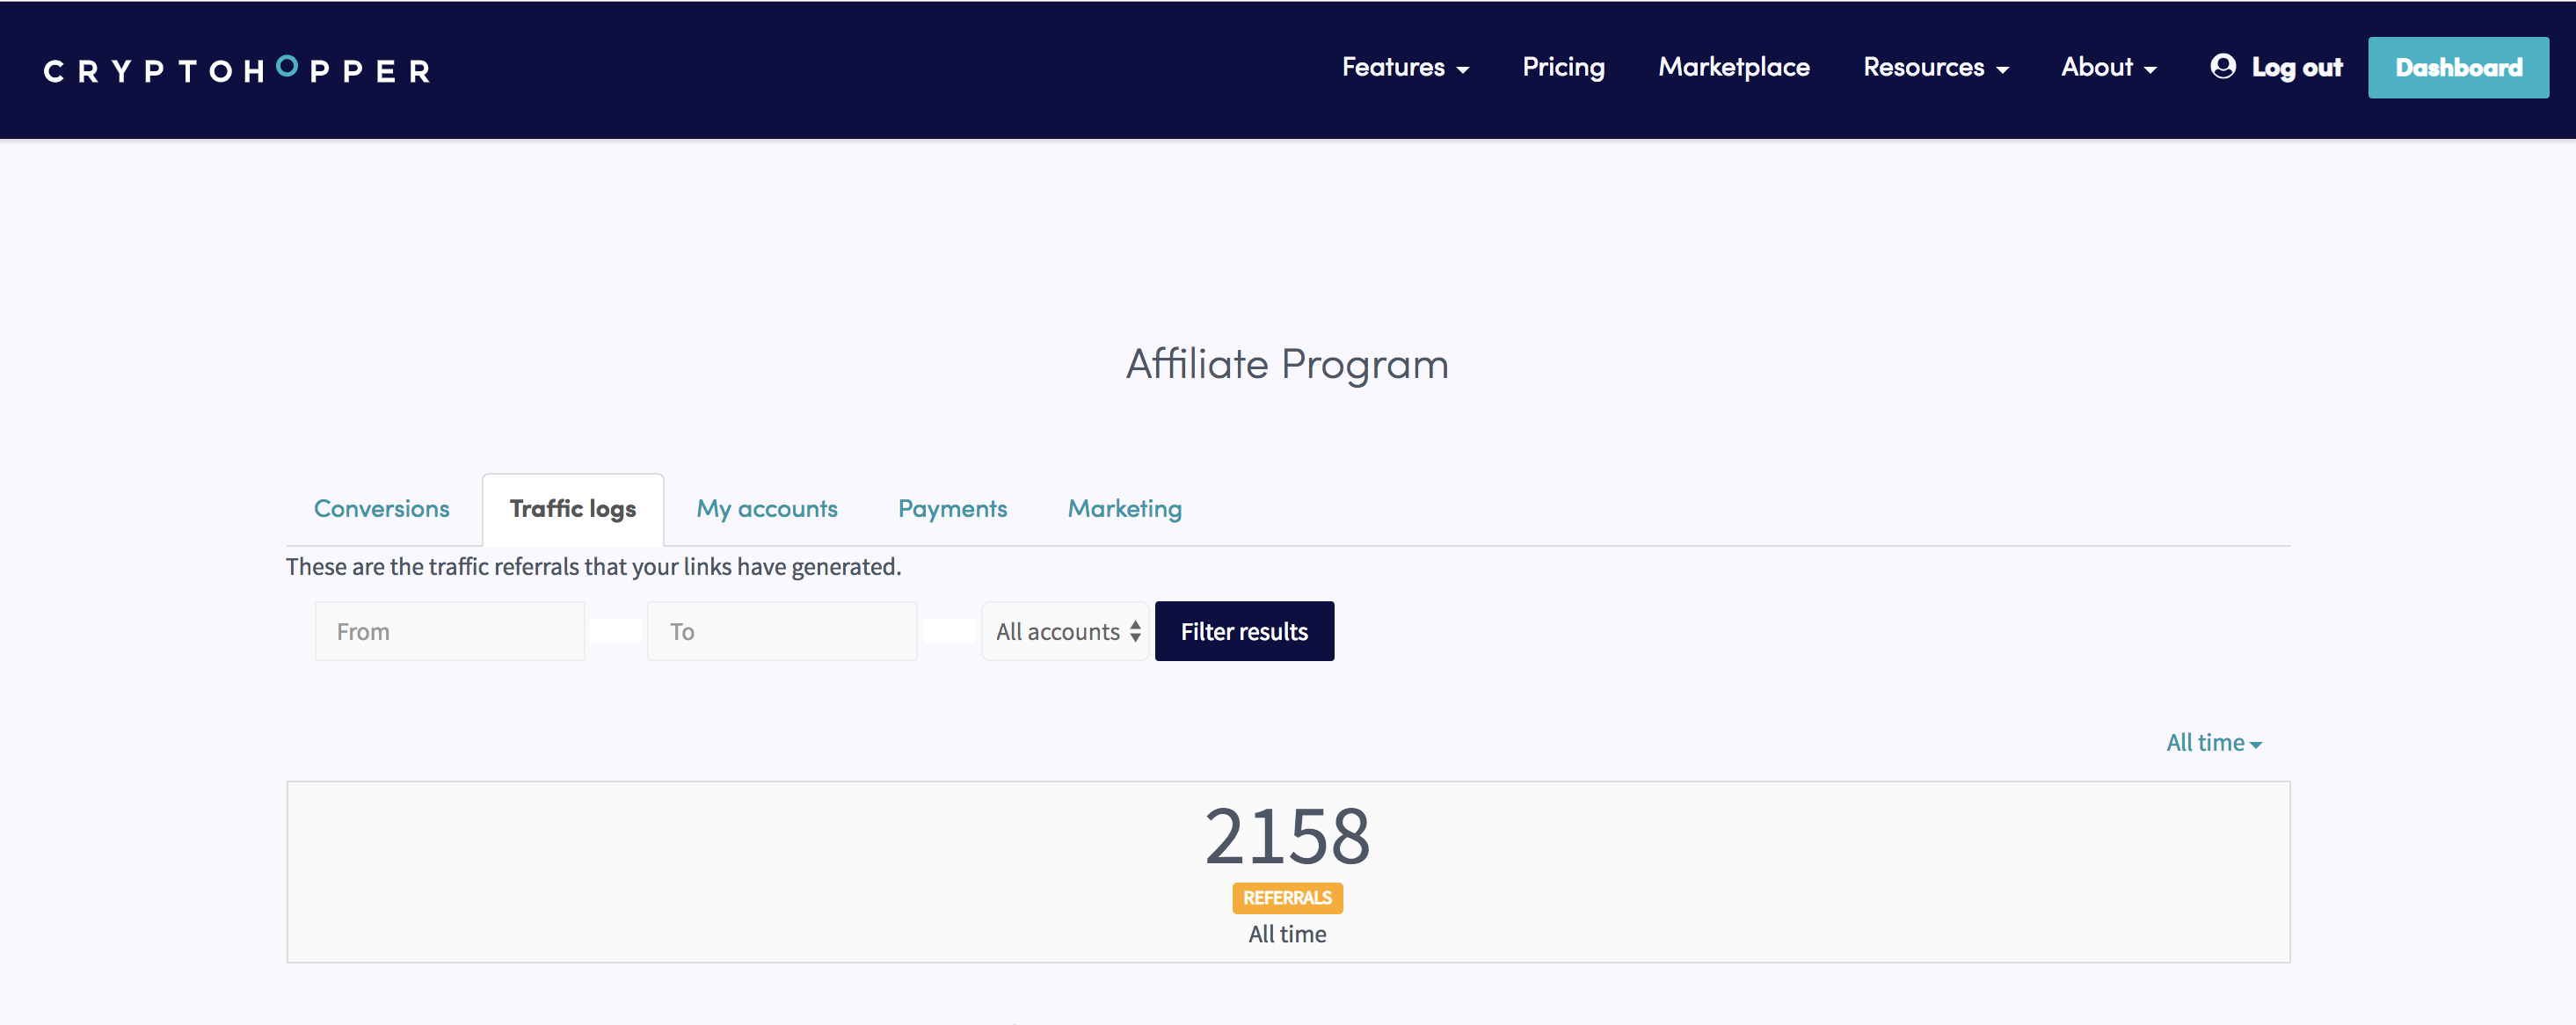 CRYPTOHOPPER
Features Pricing Marketplace Resources About Log out Dashboard
Affiliate Program
Conversions Traffic logs My accounts Payments Marketing
These are the traffic referrals that your links have generated.
From To All accounts Filter results
All time
2158
REFERRALS
All time